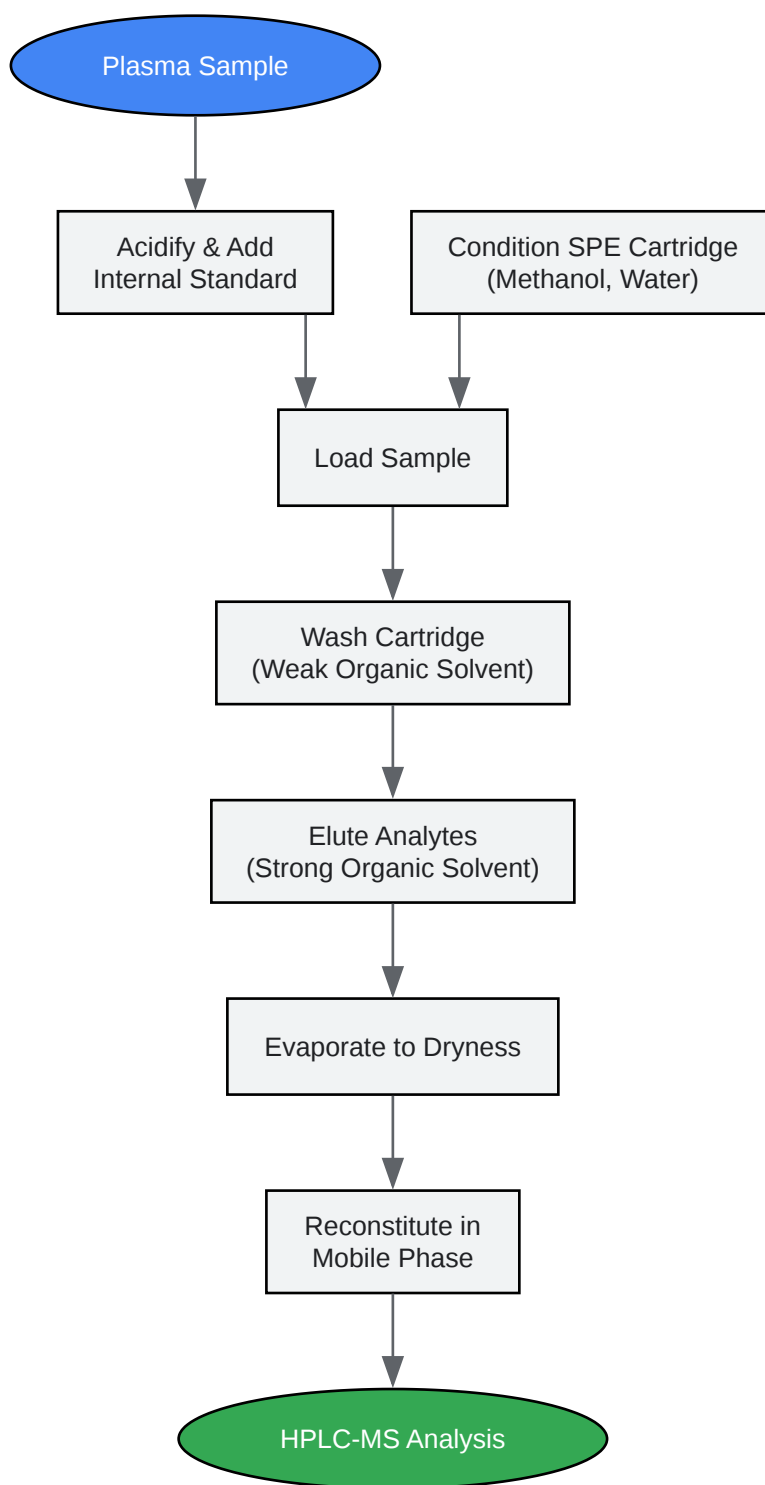 Plasma Sample
Acidify & Add
Internal Standard
Condition SPE Cartridge
(Methanol, Water)
Load Sample
Wash Cartridge
(Weak Organic Solvent)
Elute Analytes
(Strong Organic Solvent)
Evaporate to Dryness
Reconstitute in
Mobile Phase
HPLC-MS Analysis